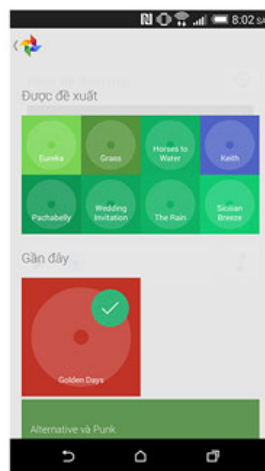 8:02 SA
Được đề xuất
Eureka
Grass
Horses to
Water
Keith
Pachabelly
Wedding
Invitation
The Rain
Sicilian
Breeze
Gần đây
Golden Days
Alternative và Punk